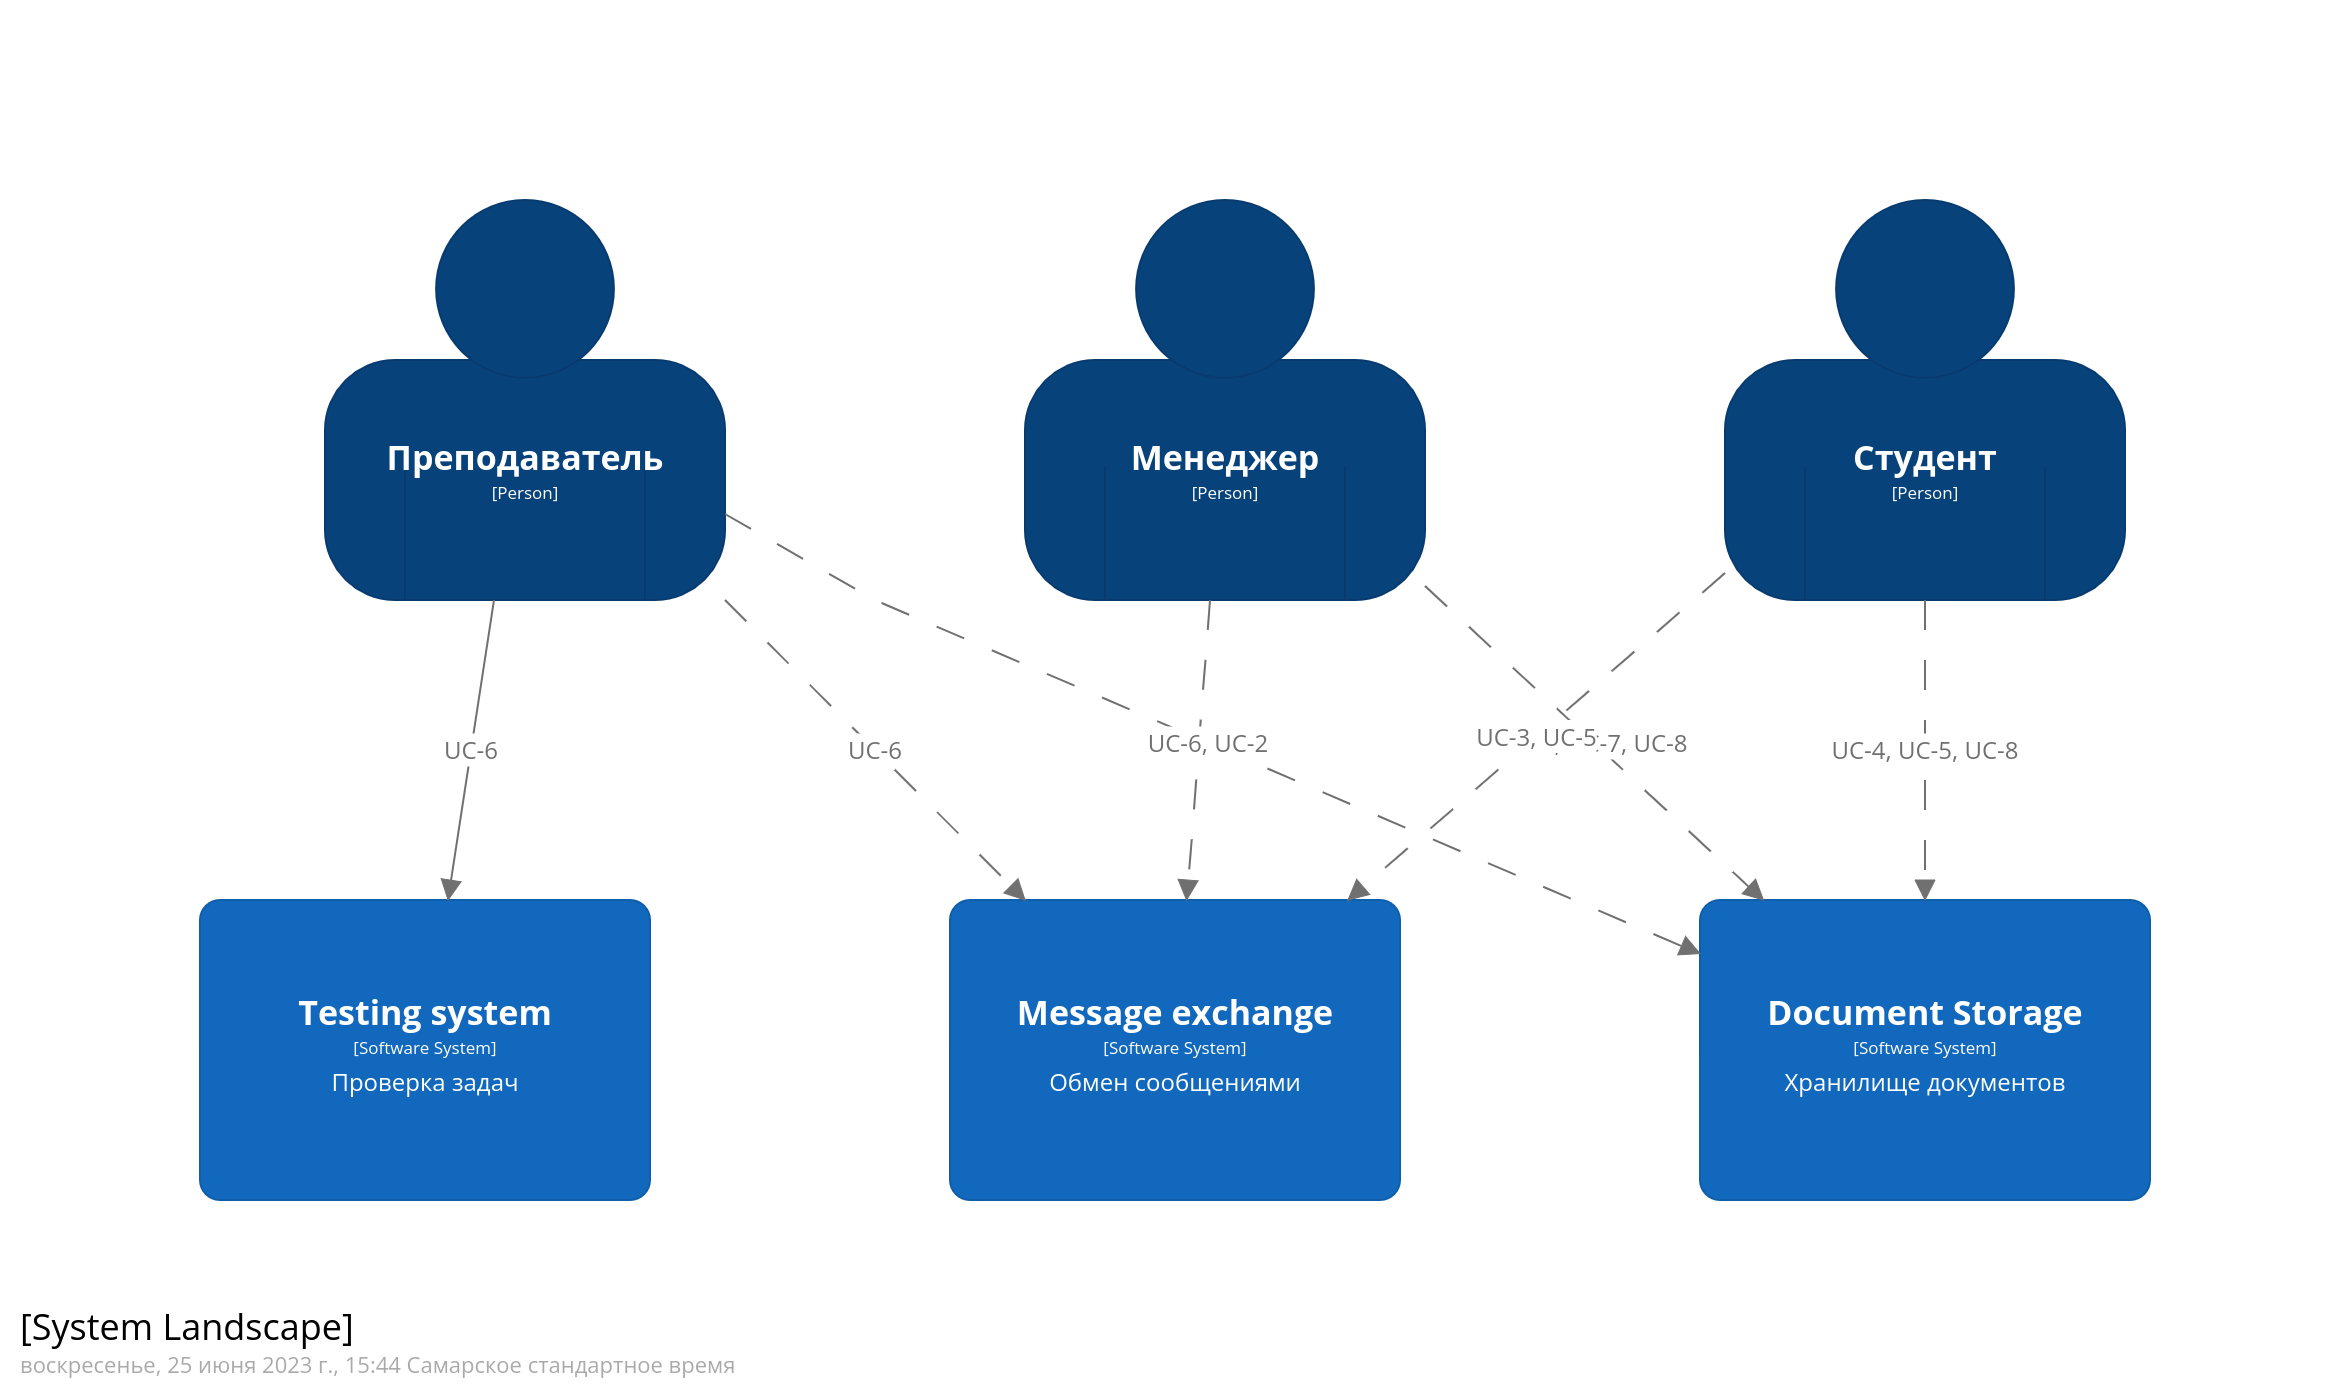 Преподаватель
[Person]
Менеджер
[Person]
Студент
[Person]
UC-6
UC-6
UC-6, UC-2
UC-3, UC-5
-7, UC-8
UC-4, UC-5, UC-8
Testing system
[Software System]
Проверка задач
Message exchange
[Software System]
Обмен сообщениями
Document Storage
[Software System]
Хранилище документов
[System Landscape]
воскресенье, 25 июня 2023 г., 15:44 Самарское стандартное время